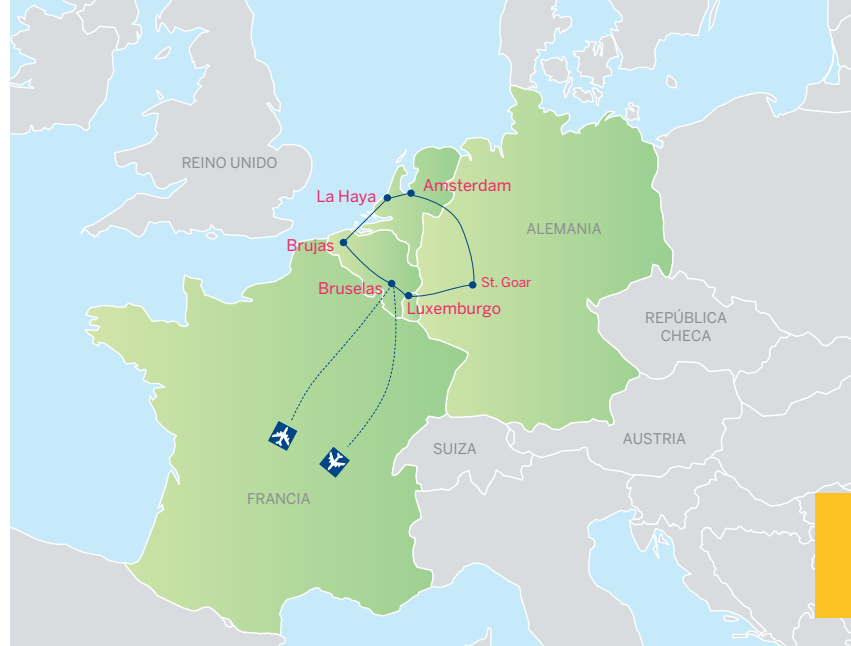 REINO UNIDO
Amsterdam
La Haya
ALEMANIA
Brujas
St. Goar
Bruselas
Luxemburgo
REPÚBLICA
CHECA
AUSTRIA
SUIZA
FRANCIA